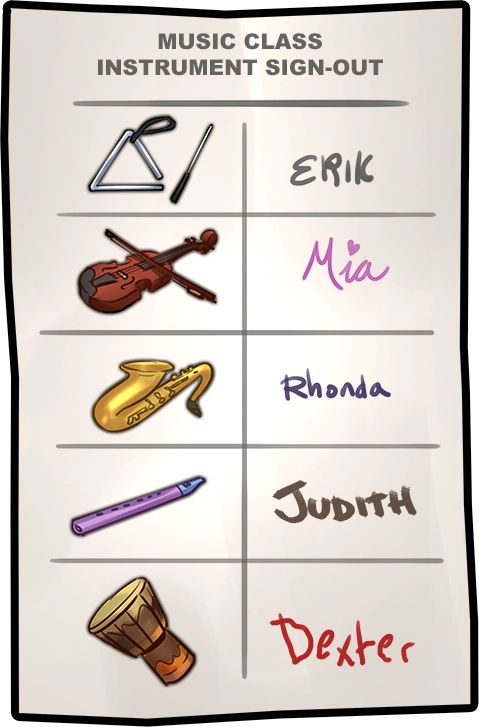 MUSIC CLASS
INSTRUMENT SIGN-OUT
ERIK
Mia
Rhonda
JUDITH
Dexter